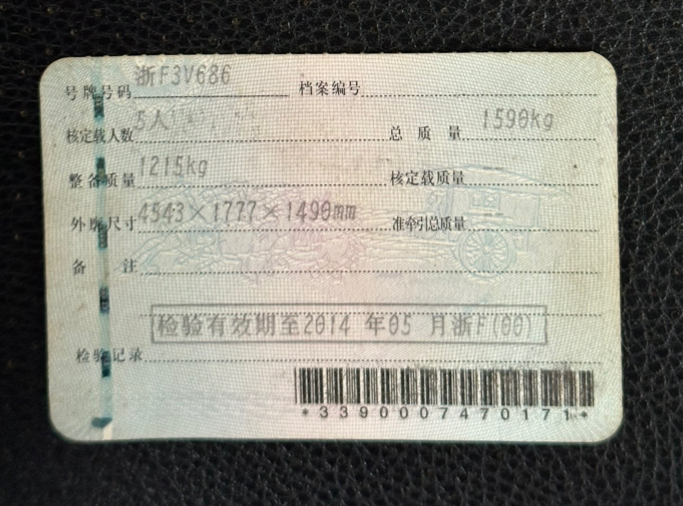 号牌号码 浙F3V686 档案编号
核定载人数 5人 总质量 1590kg
整备质量 1215kg 核定载质量
外廓尺寸 4543×1777×1490mm 准牵引总质量
备注
检验有效期至2014年05月浙F(00)
检验记录
*3390007470171*